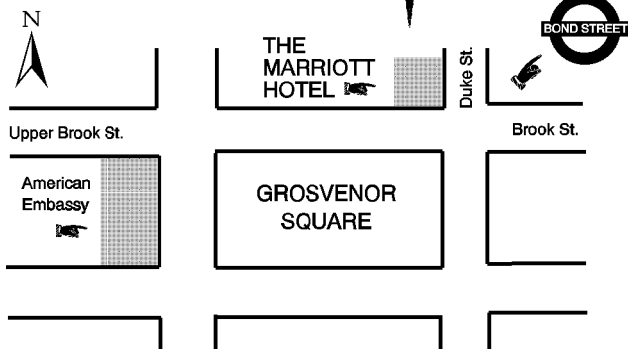 N
BOND STREET
THE
MARRIOTT
HOTEL
Duke St.
Upper Brook St.
Brook St.
American
Embassy
GROSVENOR
SQUARE